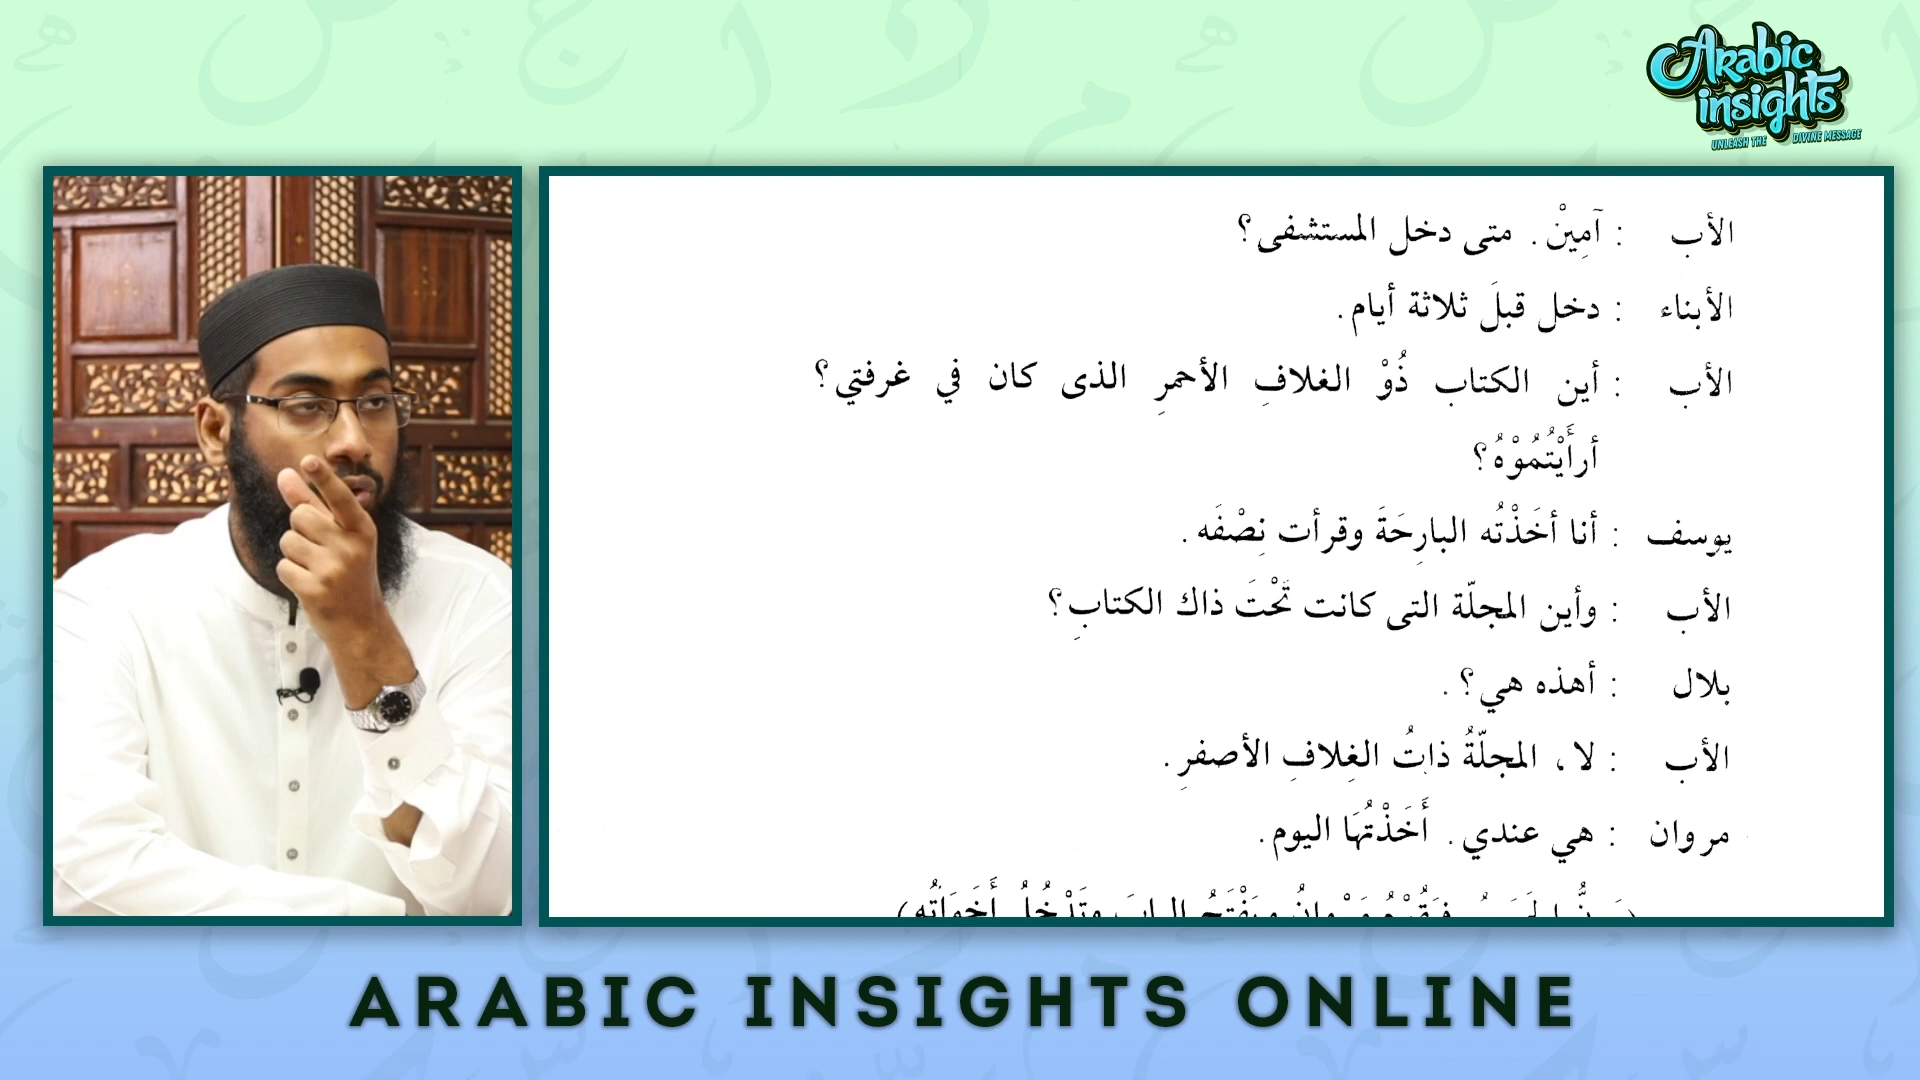 Arabic insights
UNLEASH THE DIVINE MESSAGE
الأب : آمِينْ. متى دخل المستشفى؟
الأبناء : دخل قبلَ ثلاثة أيام.
الأب : أين الكتاب ذُوْ الغلافِ الأحمرِ الذى كان في غرفتي؟
أرأَيْتُمُوْهُ؟
يوسف : أنا أخَذْتُه البارِحَةَ وقرأت نِصْفَه.
الأب : وأين المجلّة التى كانت تَحْتَ ذاك الكتابِ؟
بلال : أهذه هي؟.
الأب : لا، المجلّةُ ذاتُ الغِلافِ الأصفرِ.
مروان : هي عندي. أَخَذْتُهَا اليوم.
ARABIC INSIGHTS ONLINE